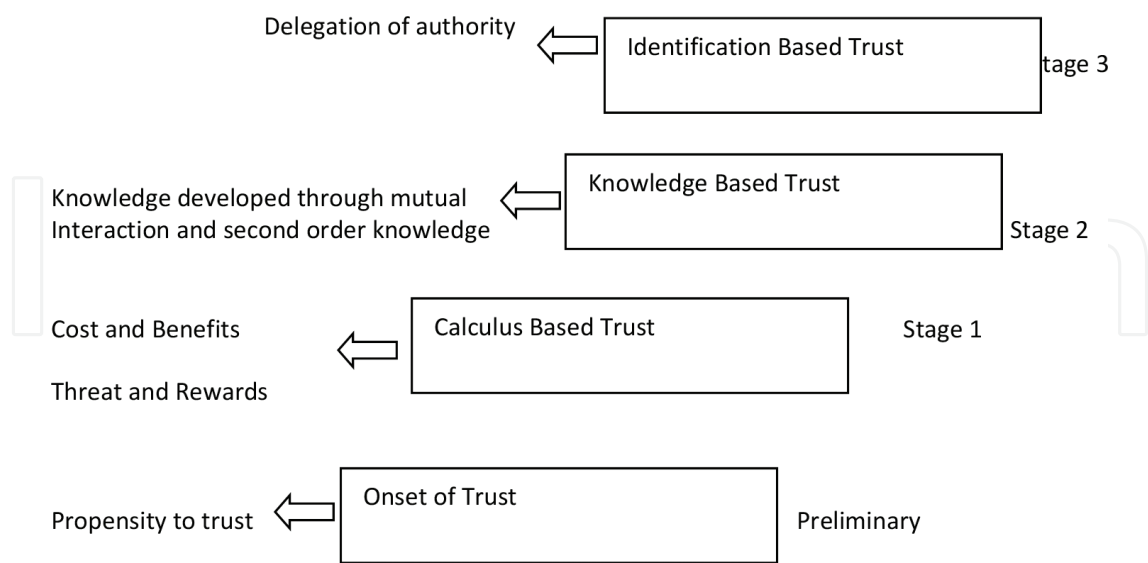 Delegation of authority
Identification Based Trust
tage 3
Knowledge Based Trust
Knowledge developed through mutual
Interaction and second order knowledge
Stage 2
Cost and Benefits
Calculus Based Trust
Stage 1
Threat and Rewards
Onset of Trust
Propensity to trust
Preliminary